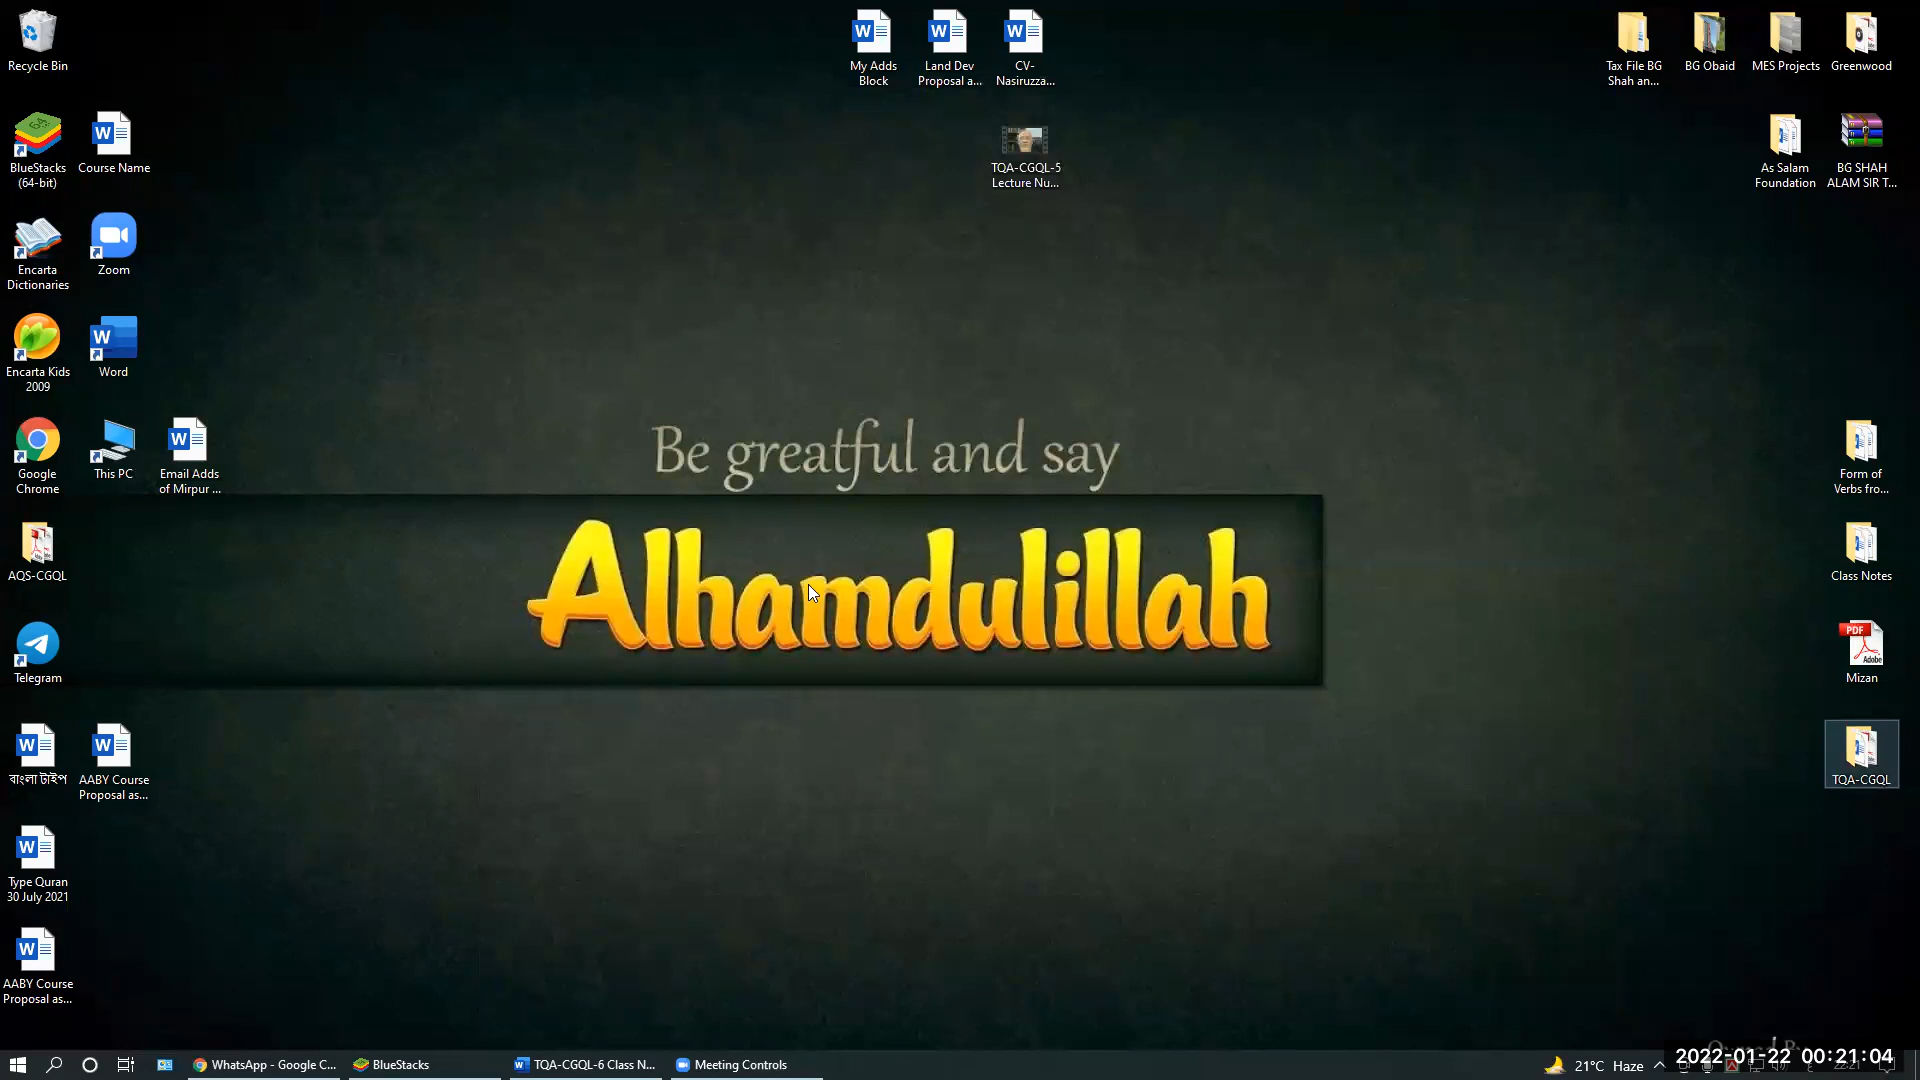 Recycle Bin
My Adds
Block
Land Dev
Proposal a...
CV-
Nasiruzza...
Tax File BG
Shah an...
BG Obaid
MES Projects
Greenwood
BlueStacks
(64-bit)
Course Name
TQA-CGQL-5
Lecture Nu...
As Salam
Foundation
BG SHAH
ALAM SIR T...
Encarta
Dictionaries
Zoom
Encarta Kids
2009
Word
Be greatful and say
Google
Chrome
This PC
Email Adds
of Mirpur ...
Form of
Verbs fro...
Alhamdulillah
AQS-CGQL
Class Notes
Telegram
Mizan
বাংলা টাইপ
AABY Course
Proposal as...
TQA-CGQL
Type Quran
30 July 2021
AABY Course
Proposal as...
WhatsApp - Google C...
BlueStacks
TQA-CGQL-6 Class N...
Meeting Controls
21°C Haze
2022-01-22 00:21:04